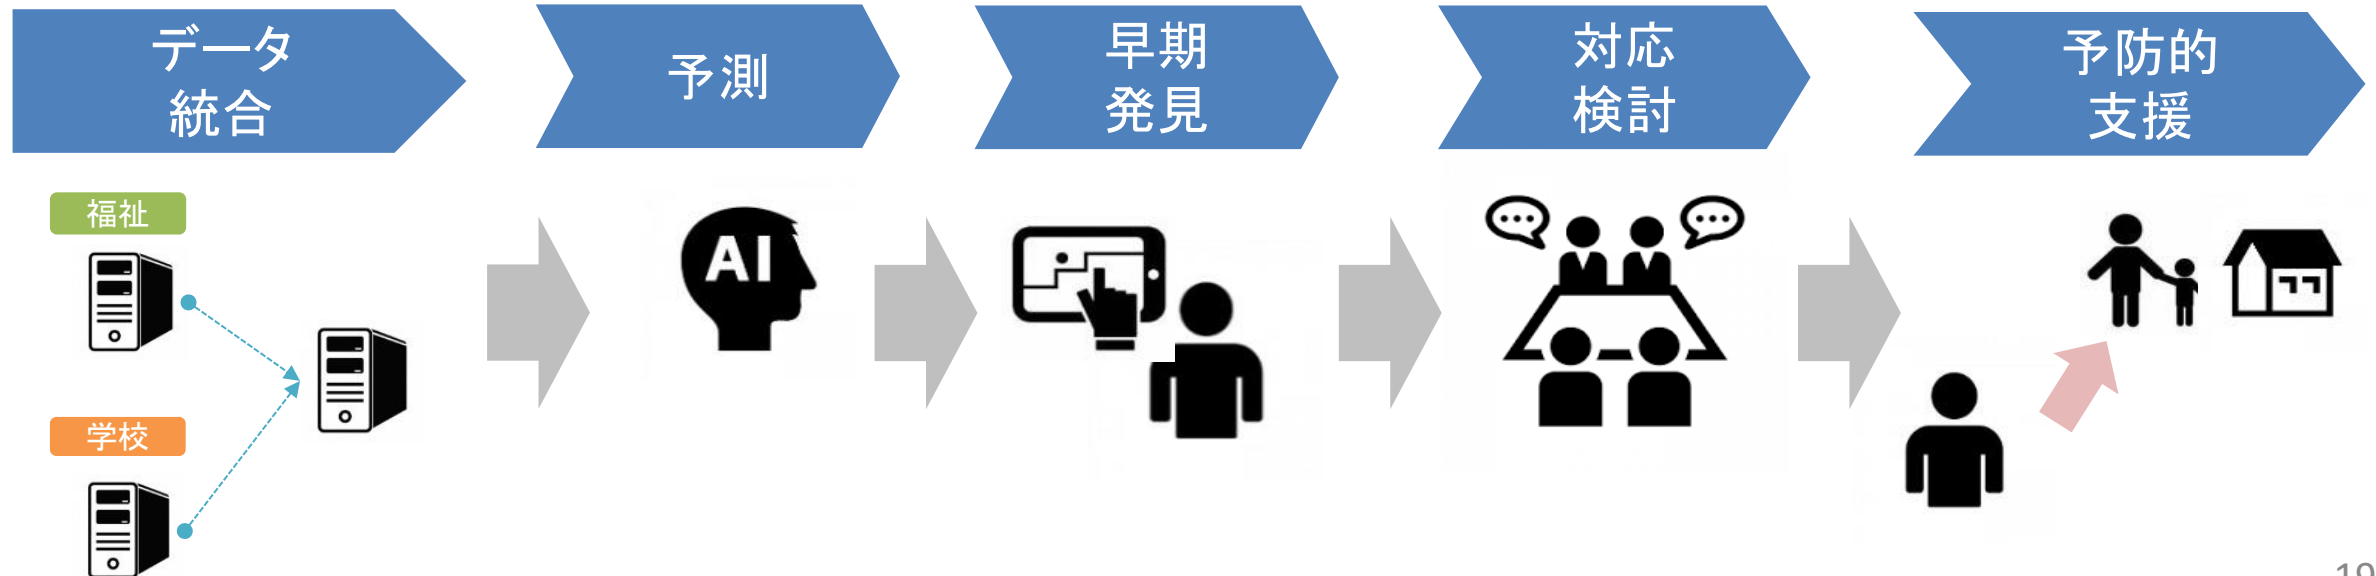 データ
統合
予測
早期
発見
対応
検討
予防的
支援
福祉
学校
AI
19